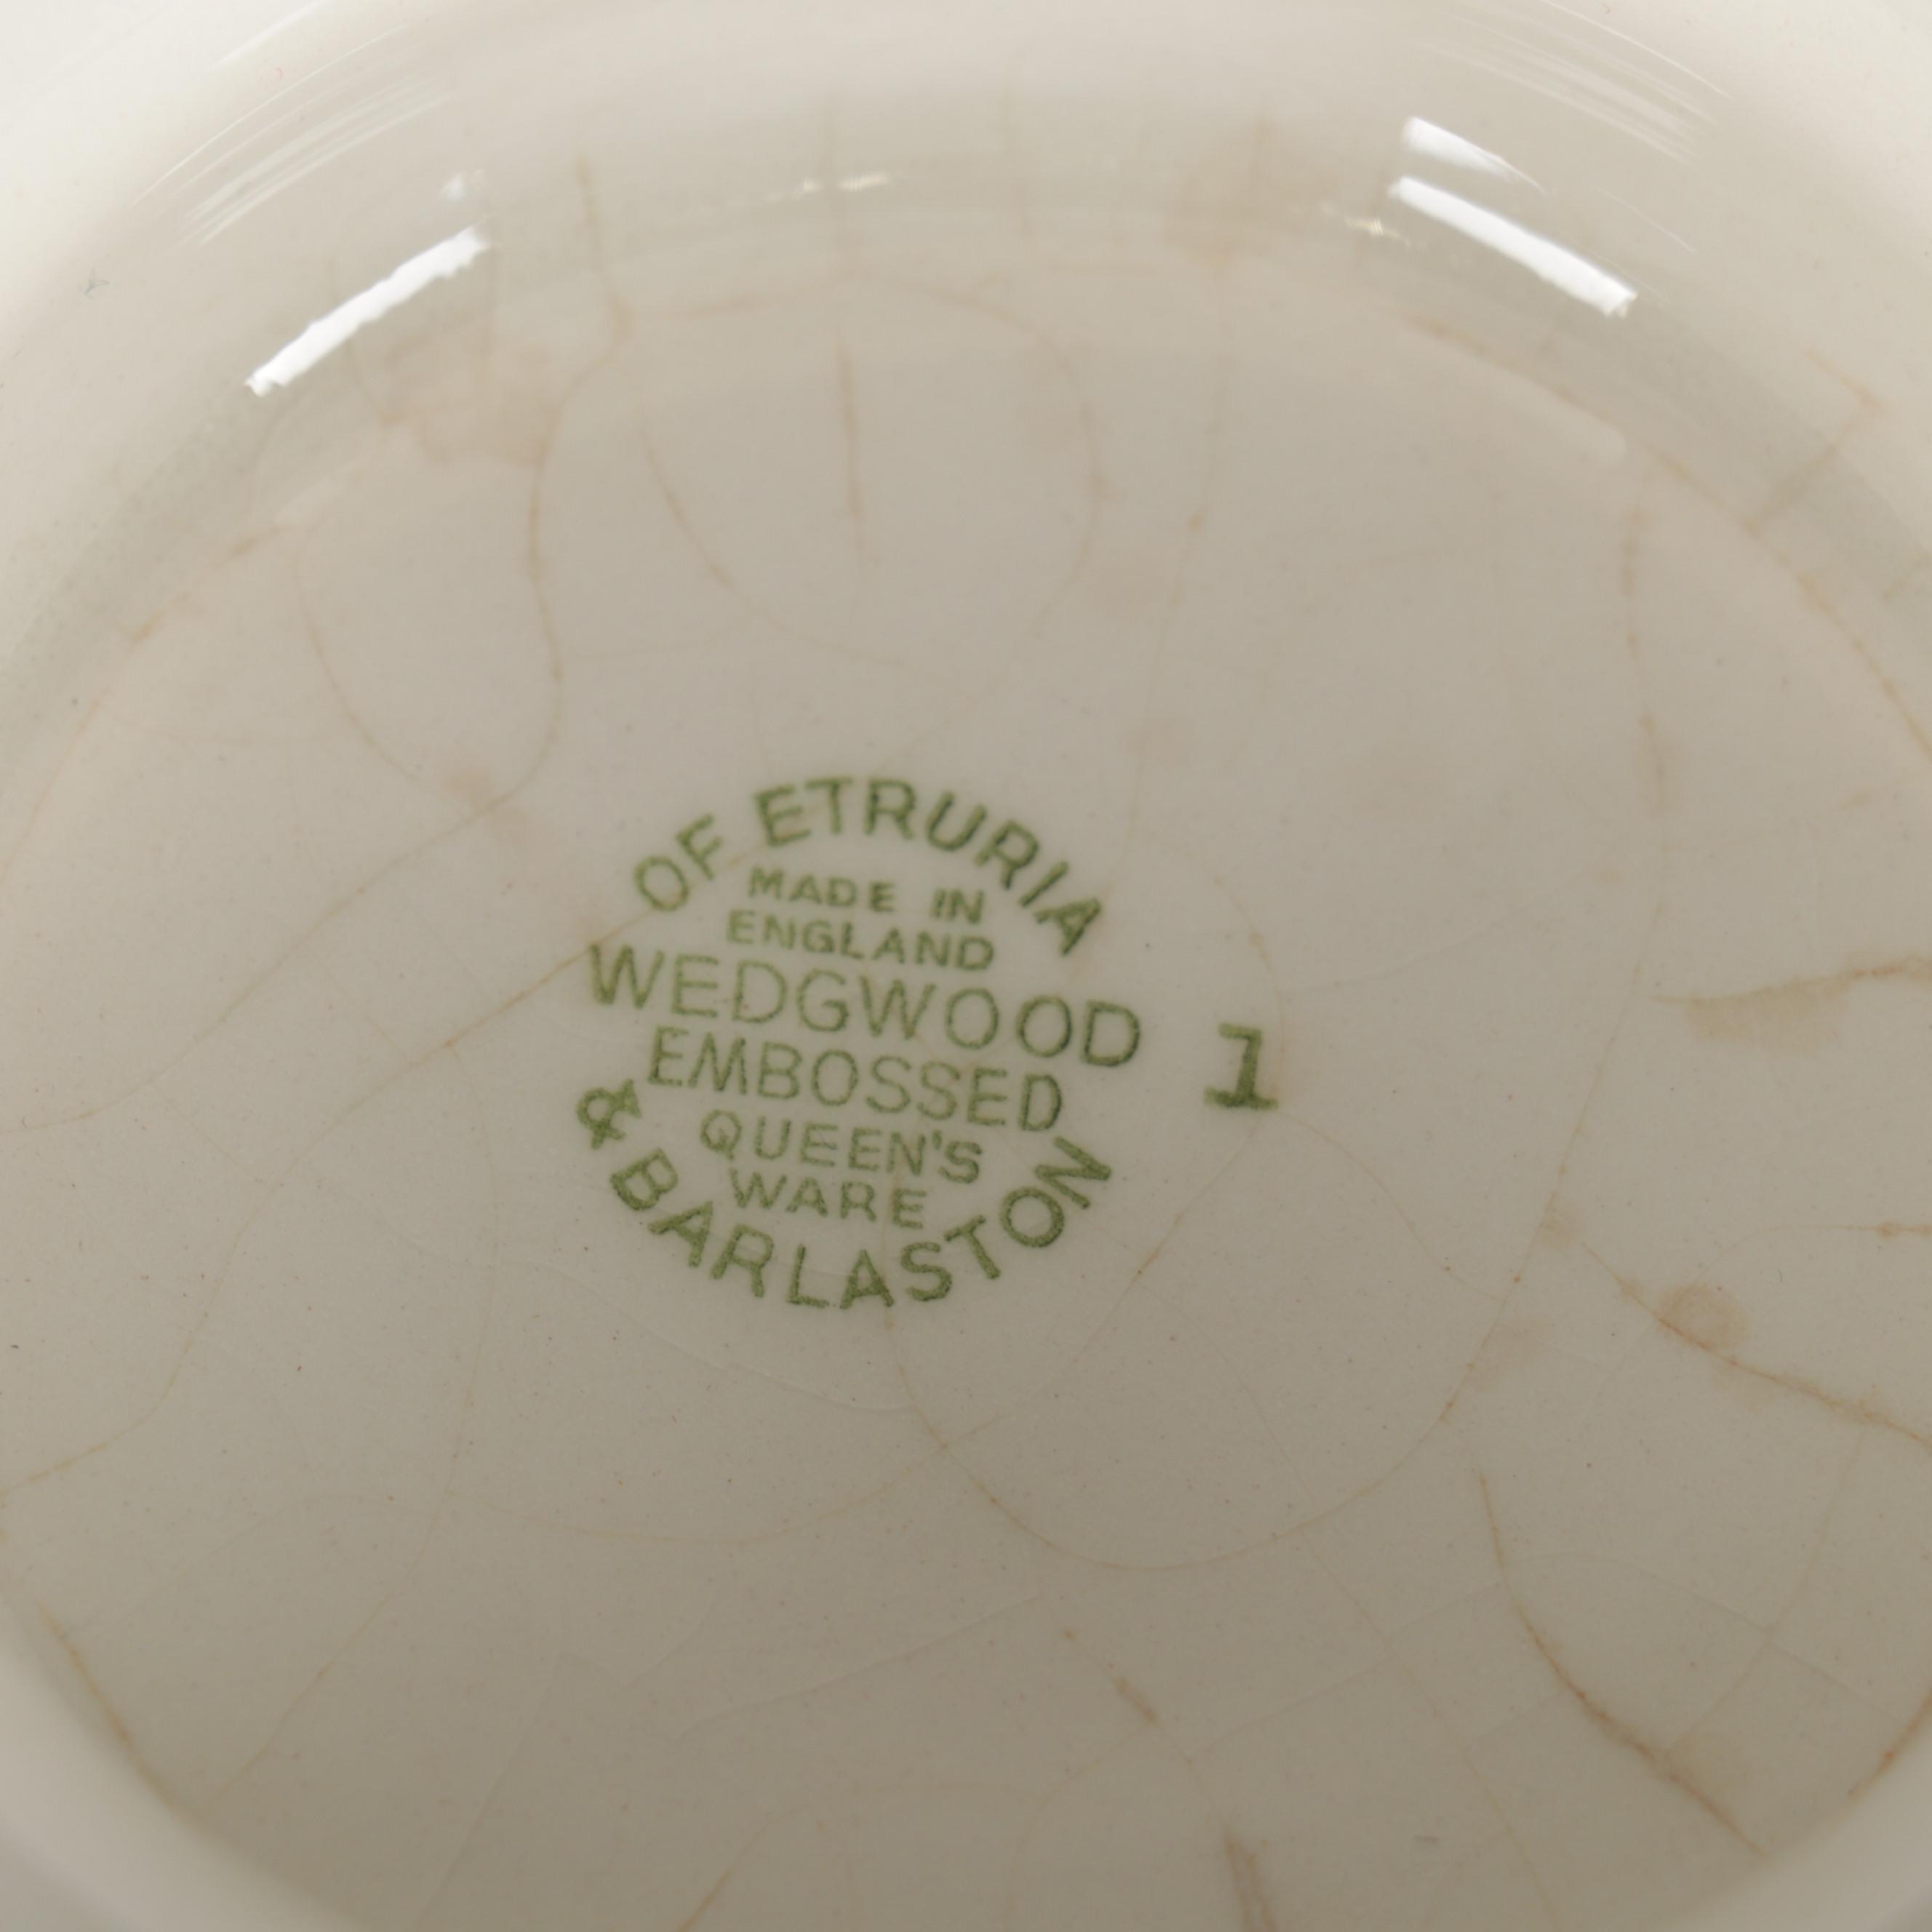 OF ETRURIA
MADE IN
ENGLAND
WEDGWOOD
EMBOSSED
QUEEN'S
WARE
& BARLASTON
1